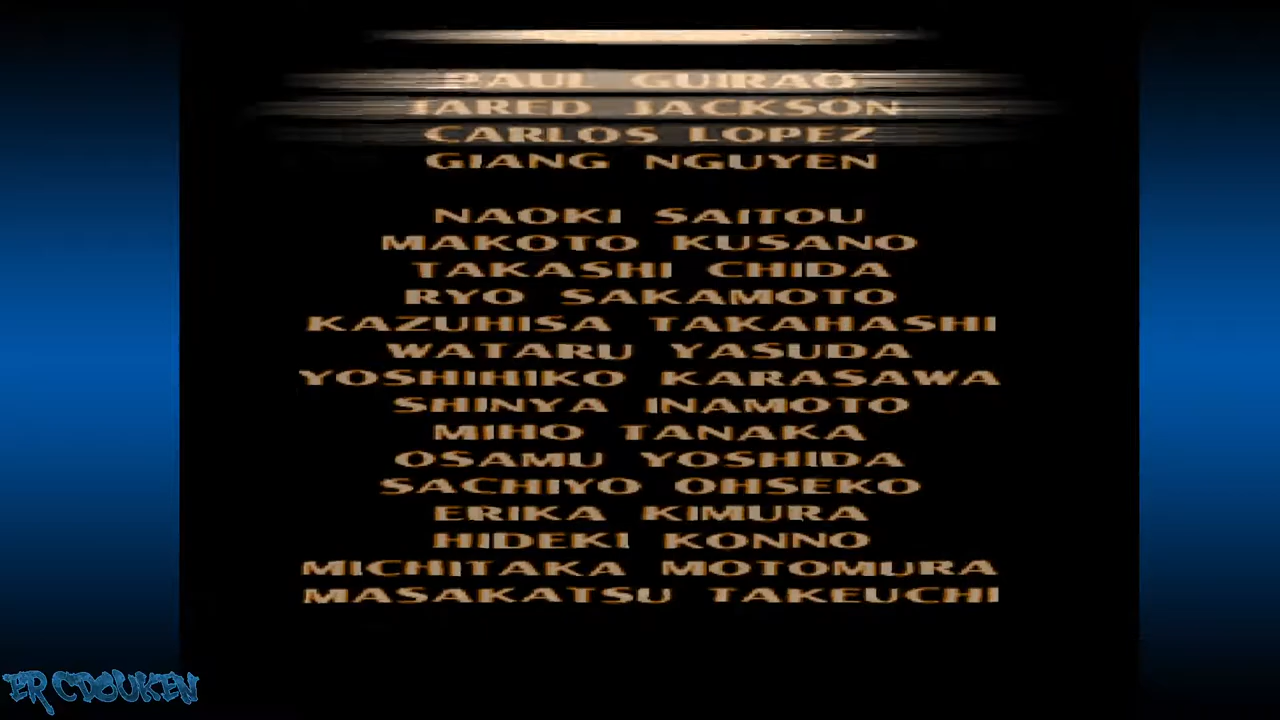 PAUL GUIRAO
JARED JACKSON
CARLOS LOPEZ
GIANG NGUYEN
NAOKI SAITOU
MAKOTO KUSANO
TAKASHI CHIDA
RYO SAKAMOTO
KAZUHISA TAKAHASHI
WATARU YASUDA
YOSHIHIKO KARASAWA
SHINYA INAMOTO
MIHO TANAKA
OSAMU YOSHIDA
SACHIYO OHSEKO
ERIKA KIMURA
HIDEKI KONNO
MICHITAKA MOTOMURA
MASAKATSU TAKEUCHI
ER CDOUKEN